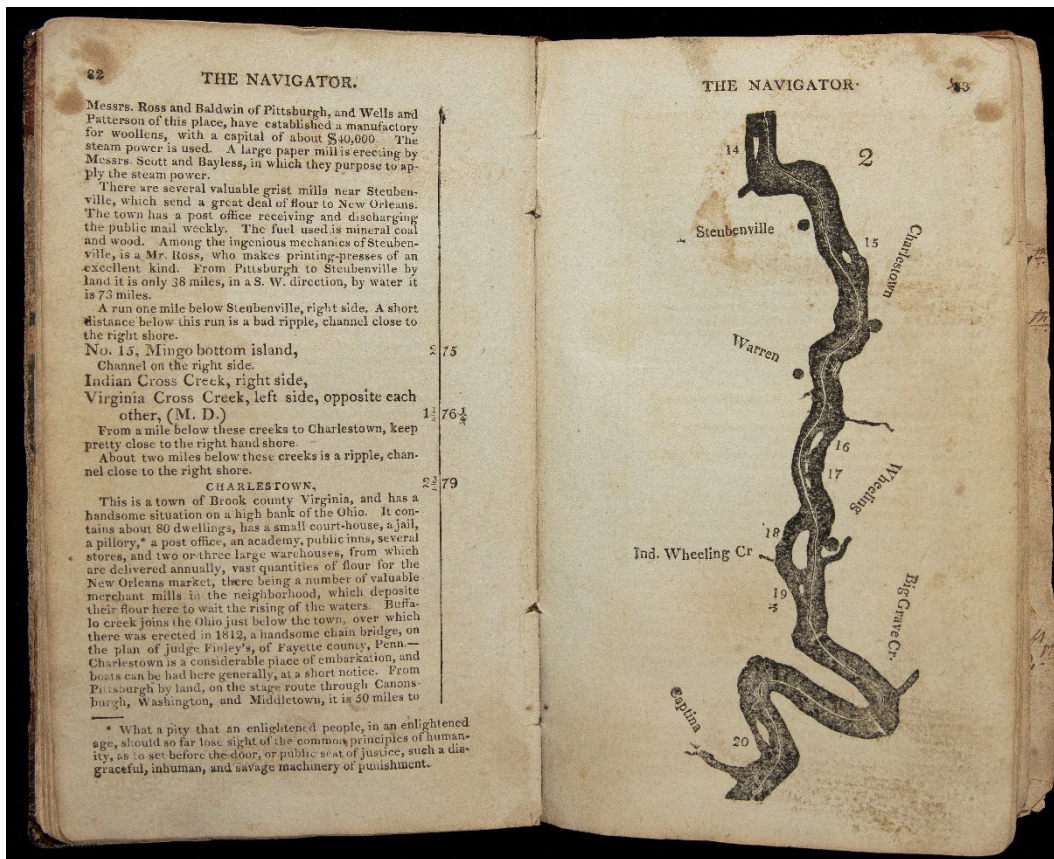 82
THE NAVIGATOR.
Messrs. Ross and Baldwin of Pittsburgh, and Wells and
Patterson of this place, have established a manufactory
for woollens, with a capital of about $40,000. The
steam power is used. A large paper mill is erecting by
Messrs. Scott and Bayless, in which they purpose to ap-
ply the steam power.
There are several valuable grist mills near Steuben-
ville, which send a great deal of flour to New Orleans.
The town has a post office receiving and discharging
the public mail weekly. The fuel used is mineral coal
and wood. Among the ingenious mechanics of Steuben-
ville, is a Mr. Ross, who makes printing-presses of an
excellent kind. From Pittsburgh to Steubenville by
land it is only 38 miles, in a S. W. direction, by water it
is 73 miles.
A run one mile below Steubenville, right side. A short
distance below this run is a bad ripple, channel close to
the right shore.
No. 15, Mingo bottom island, 2 75
Channel on the right side.
Indian Cross Creek, right side,
Virginia Cross Creek, left side, opposite each
other, (M. D.) 1½ 76½
From a mile below these creeks to Charlestown, keep
pretty close to the right hand shore.
About two miles below these creeks is a ripple, chan-
nel close to the right shore.
CHARLESTOWN, 2½ 79
This is a town of Brook county Virginia, and has a
handsome situation on a high bank of the Ohio. It con-
tains about 80 dwellings, has a small court-house, a jail,
a pillory,* a post office, an academy, public inns, several
stores, and two or three large warehouses, from which
are delivered annually, vast quantities of flour for the
New Orleans market, there being a number of valuable
merchant mills in the neighborhood, which deposite
their flour here to wait the rising of the waters. Buffa-
lo creek joins the Ohio just below the town, over which
there was erected in 1812, a handsome chain bridge, on
the plan of judge Finley's, of Fayette county, Penn.—
Charlestown is a considerable place of embarkation, and
boats can be had here generally, at a short notice. From
Pittsburgh by land, on the stage route through Canons-
burgh, Washington, and Middletown, it is 50 miles to
* What a pity that an enlightened people, in an enlightened
age, should so far lose sight of the common principles of human-
ity, as to set before the door, or public seat of justice, such a dis-
graceful, inhuman, and savage machinery of punishment.
THE NAVIGATOR.
14
2
Steubenville
15
Charlestown
Warren
16
17
Wheeling
18
Ind. Wheeling Cr
19
Big Grave Cr.
Captina
20